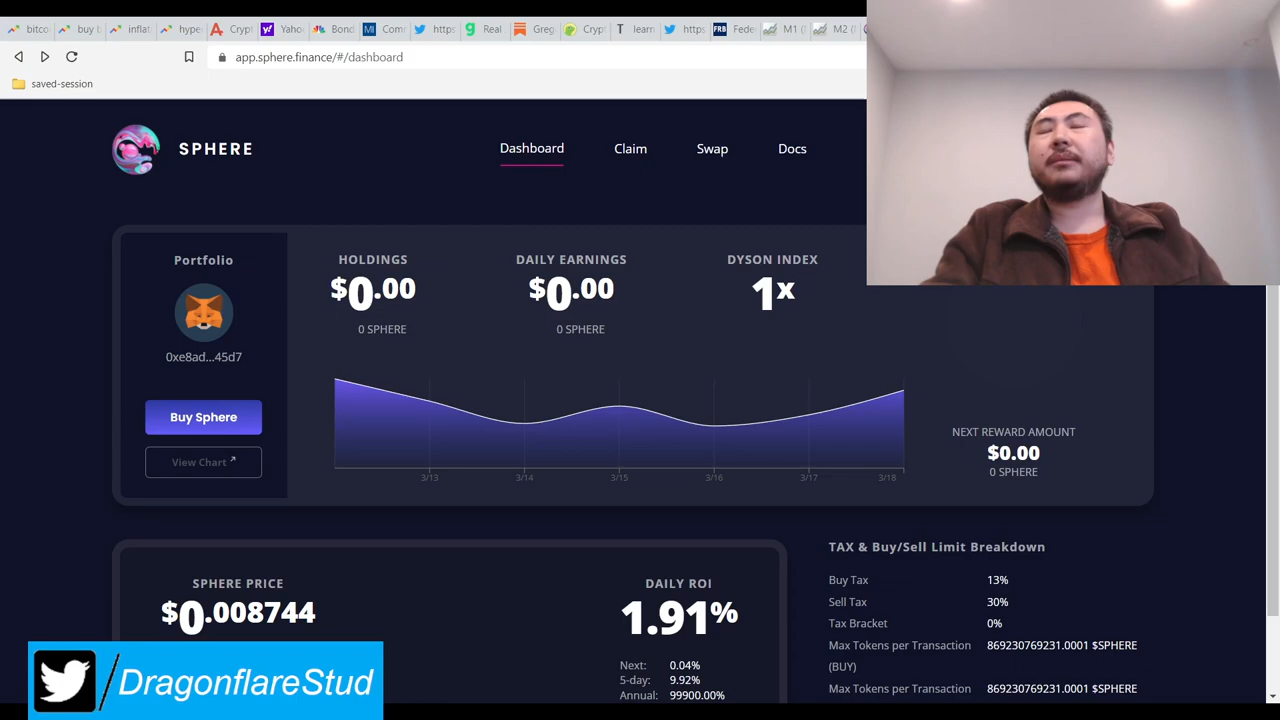 bitco
buy b
inflat
hype
Crypt
Yaho
Bond
MI
Com
https
Real
Greg
Crypt
T
learn
https
FRB
Fede
M1 (
M2 (
app.sphere.finance/#/dashboard
saved-session
SPHERE
Dashboard
Claim
Swap
Docs
Portfolio
0xe8ad...45d7
Buy Sphere
View Chart
HOLDINGS
$0.00
0 SPHERE
DAILY EARNINGS
$0.00
0 SPHERE
DYSON INDEX
1x
3/13
3/14
3/15
3/16
3/17
3/18
NEXT REWARD AMOUNT
$0.00
0 SPHERE
SPHERE PRICE
$0.008744
DAILY ROI
1.91%
Next: 0.04%
5-day: 9.92%
Annual: 99900.00%
TAX & Buy/Sell Limit Breakdown
Buy Tax 13%
Sell Tax 30%
Tax Bracket 0%
Max Tokens per Transaction 869230769231.0001 $SPHERE
(BUY)
Max Tokens per Transaction 869230769231.0001 $SPHERE
/DragonflareStud